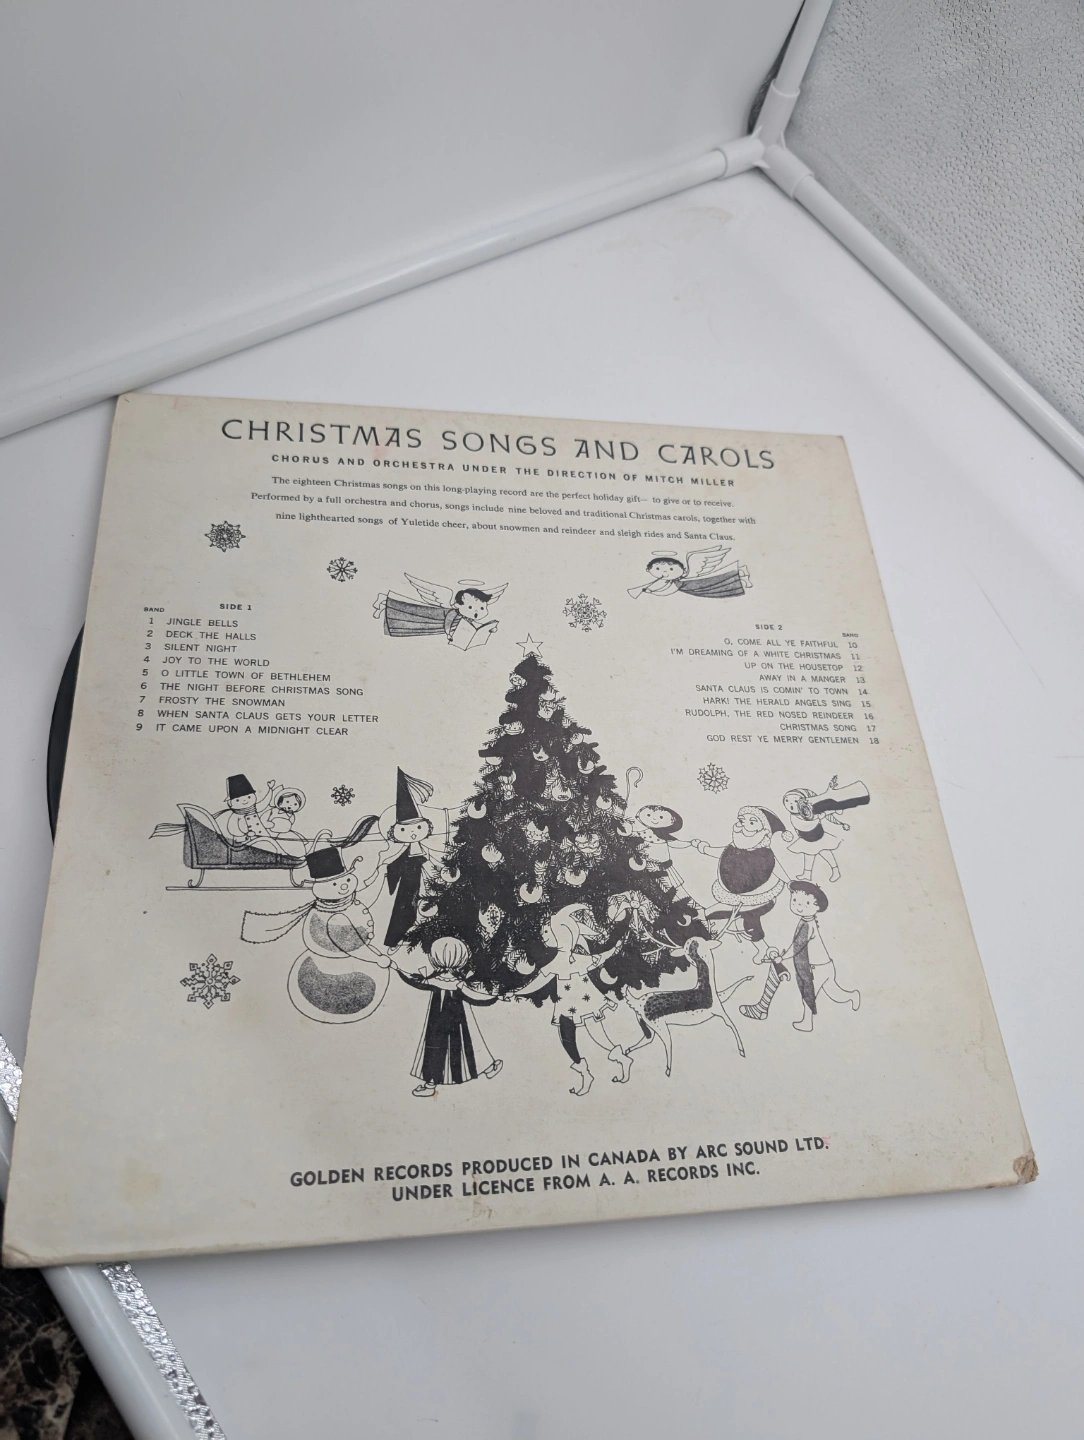 CHRISTMAS SONGS AND CAROLS
CHORUS AND ORCHESTRA UNDER THE DIRECTION OF MITCH MILLER
The eighteen Christmas songs on this long-playing record are the perfect holiday gift— to give or to receive.
Performed by a full orchestra and chorus, songs include nine beloved and traditional Christmas carols, together with
nine lighthearted songs of Yuletide cheer, about snowmen and reindeer and sleigh rides and Santa Claus.
BAND SIDE 1
1 JINGLE BELLS
2 DECK THE HALLS
3 SILENT NIGHT
4 JOY TO THE WORLD
5 O LITTLE TOWN OF BETHLEHEM
6 THE NIGHT BEFORE CHRISTMAS SONG
7 FROSTY THE SNOWMAN
8 WHEN SANTA CLAUS GETS YOUR LETTER
9 IT CAME UPON A MIDNIGHT CLEAR
SIDE 2
BAND
O, COME ALL YE FAITHFUL 10
I'M DREAMING OF A WHITE CHRISTMAS 11
UP ON THE HOUSETOP 12
AWAY IN A MANGER 13
SANTA CLAUS IS COMIN' TO TOWN 14
HARK! THE HERALD ANGELS SING 15
RUDOLPH, THE RED NOSED REINDEER 16
CHRISTMAS SONG 17
GOD REST YE MERRY GENTLEMEN 18
GOLDEN RECORDS PRODUCED IN CANADA BY ARC SOUND LTD.
UNDER LICENCE FROM A. A. RECORDS INC.